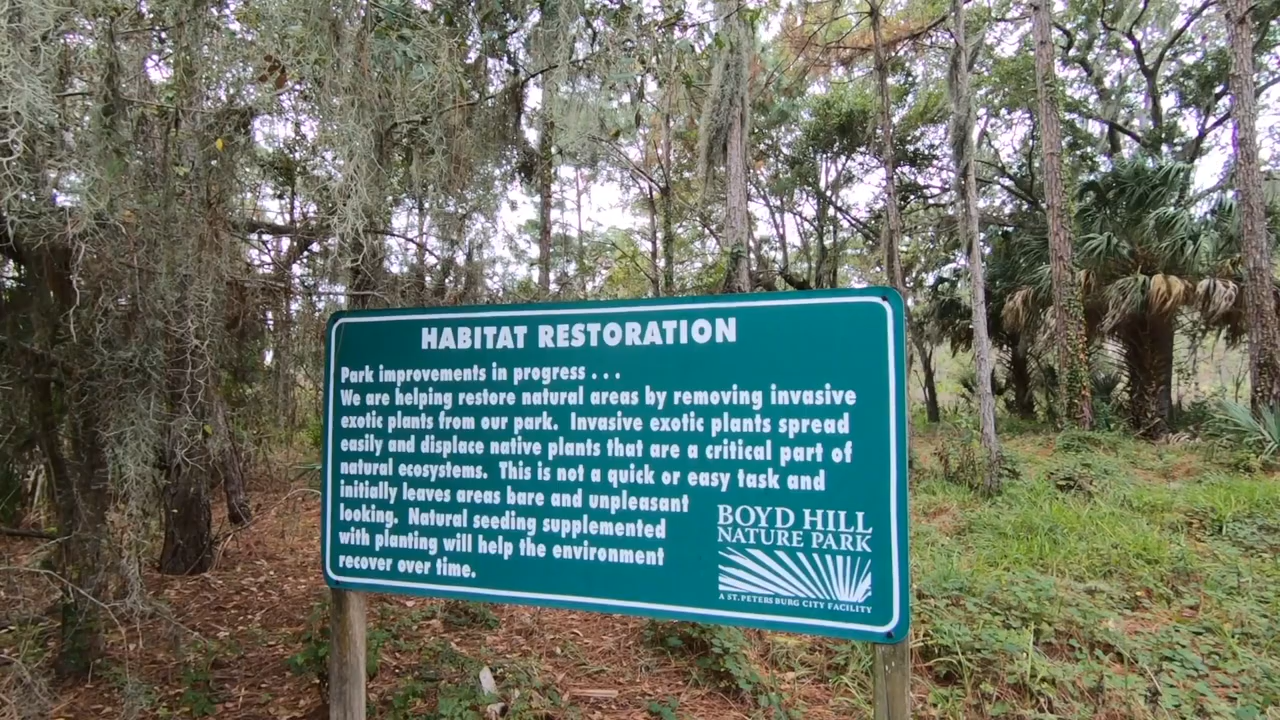 HABITAT RESTORATION
Park improvements in progress . . .
We are helping restore natural areas by removing invasive
exotic plants from our park. Invasive exotic plants spread
easily and displace native plants that are a critical part of
natural ecosystems. This is not a quick or easy task and
initially leaves areas bare and unpleasant
looking. Natural seeding supplemented
with planting will help the environment
recover over time.
BOYD HILL
NATURE PARK
A ST. PETERSBURG CITY FACILITY